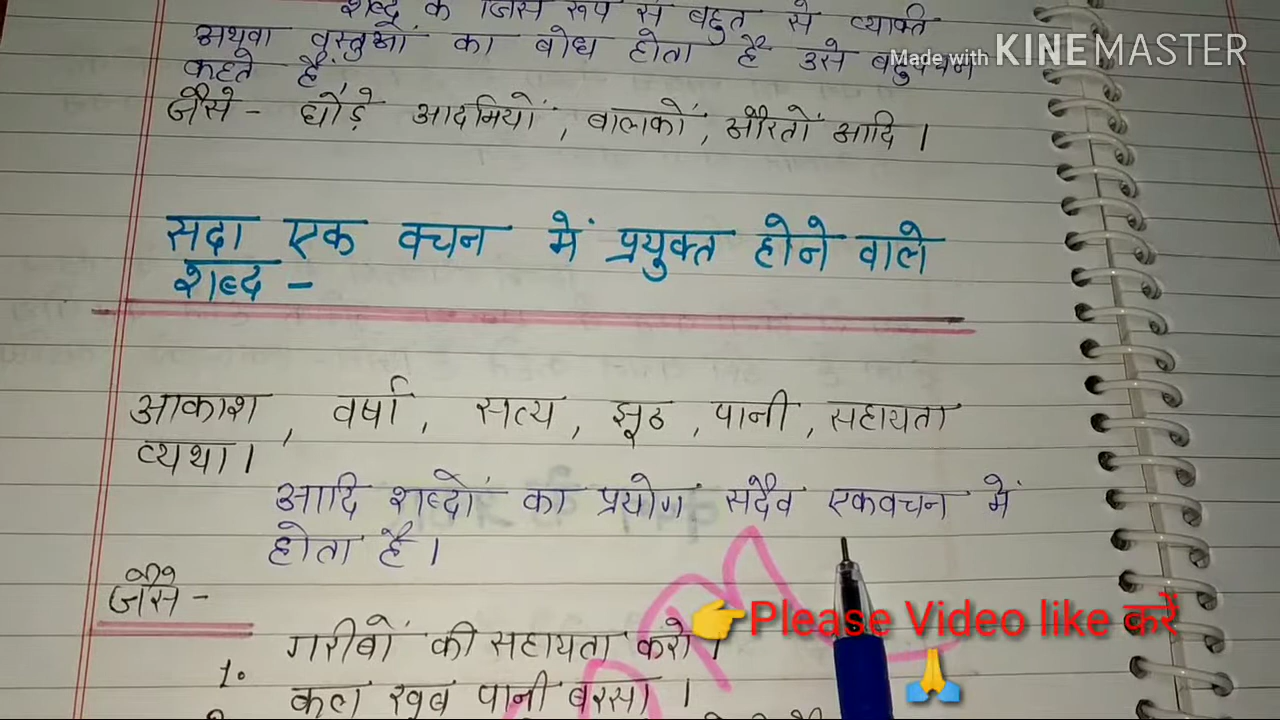 शब्द के जिस रूप से बहुत से व्यक्ति
अथवा वस्तुओं का बोध होता है उसे बहुवचन
Made with KINEMASTER
कहते हैं.
जैसे - घोड़े आदमियों, बालकों, औरतों आदि ।
सदा एक वचन में प्रयुक्त होने वाले
शब्द -
आकाश, वर्षा, सत्य, झूठ, पानी, सहायता
व्यथा।
आदि शब्दों का प्रयोग सदैव एकवचन में
होता है।
जैसे -
👉Please Video like करें
🙏
गरीबों की सहायता करो।
1.
कल खूब पानी बरसा ।